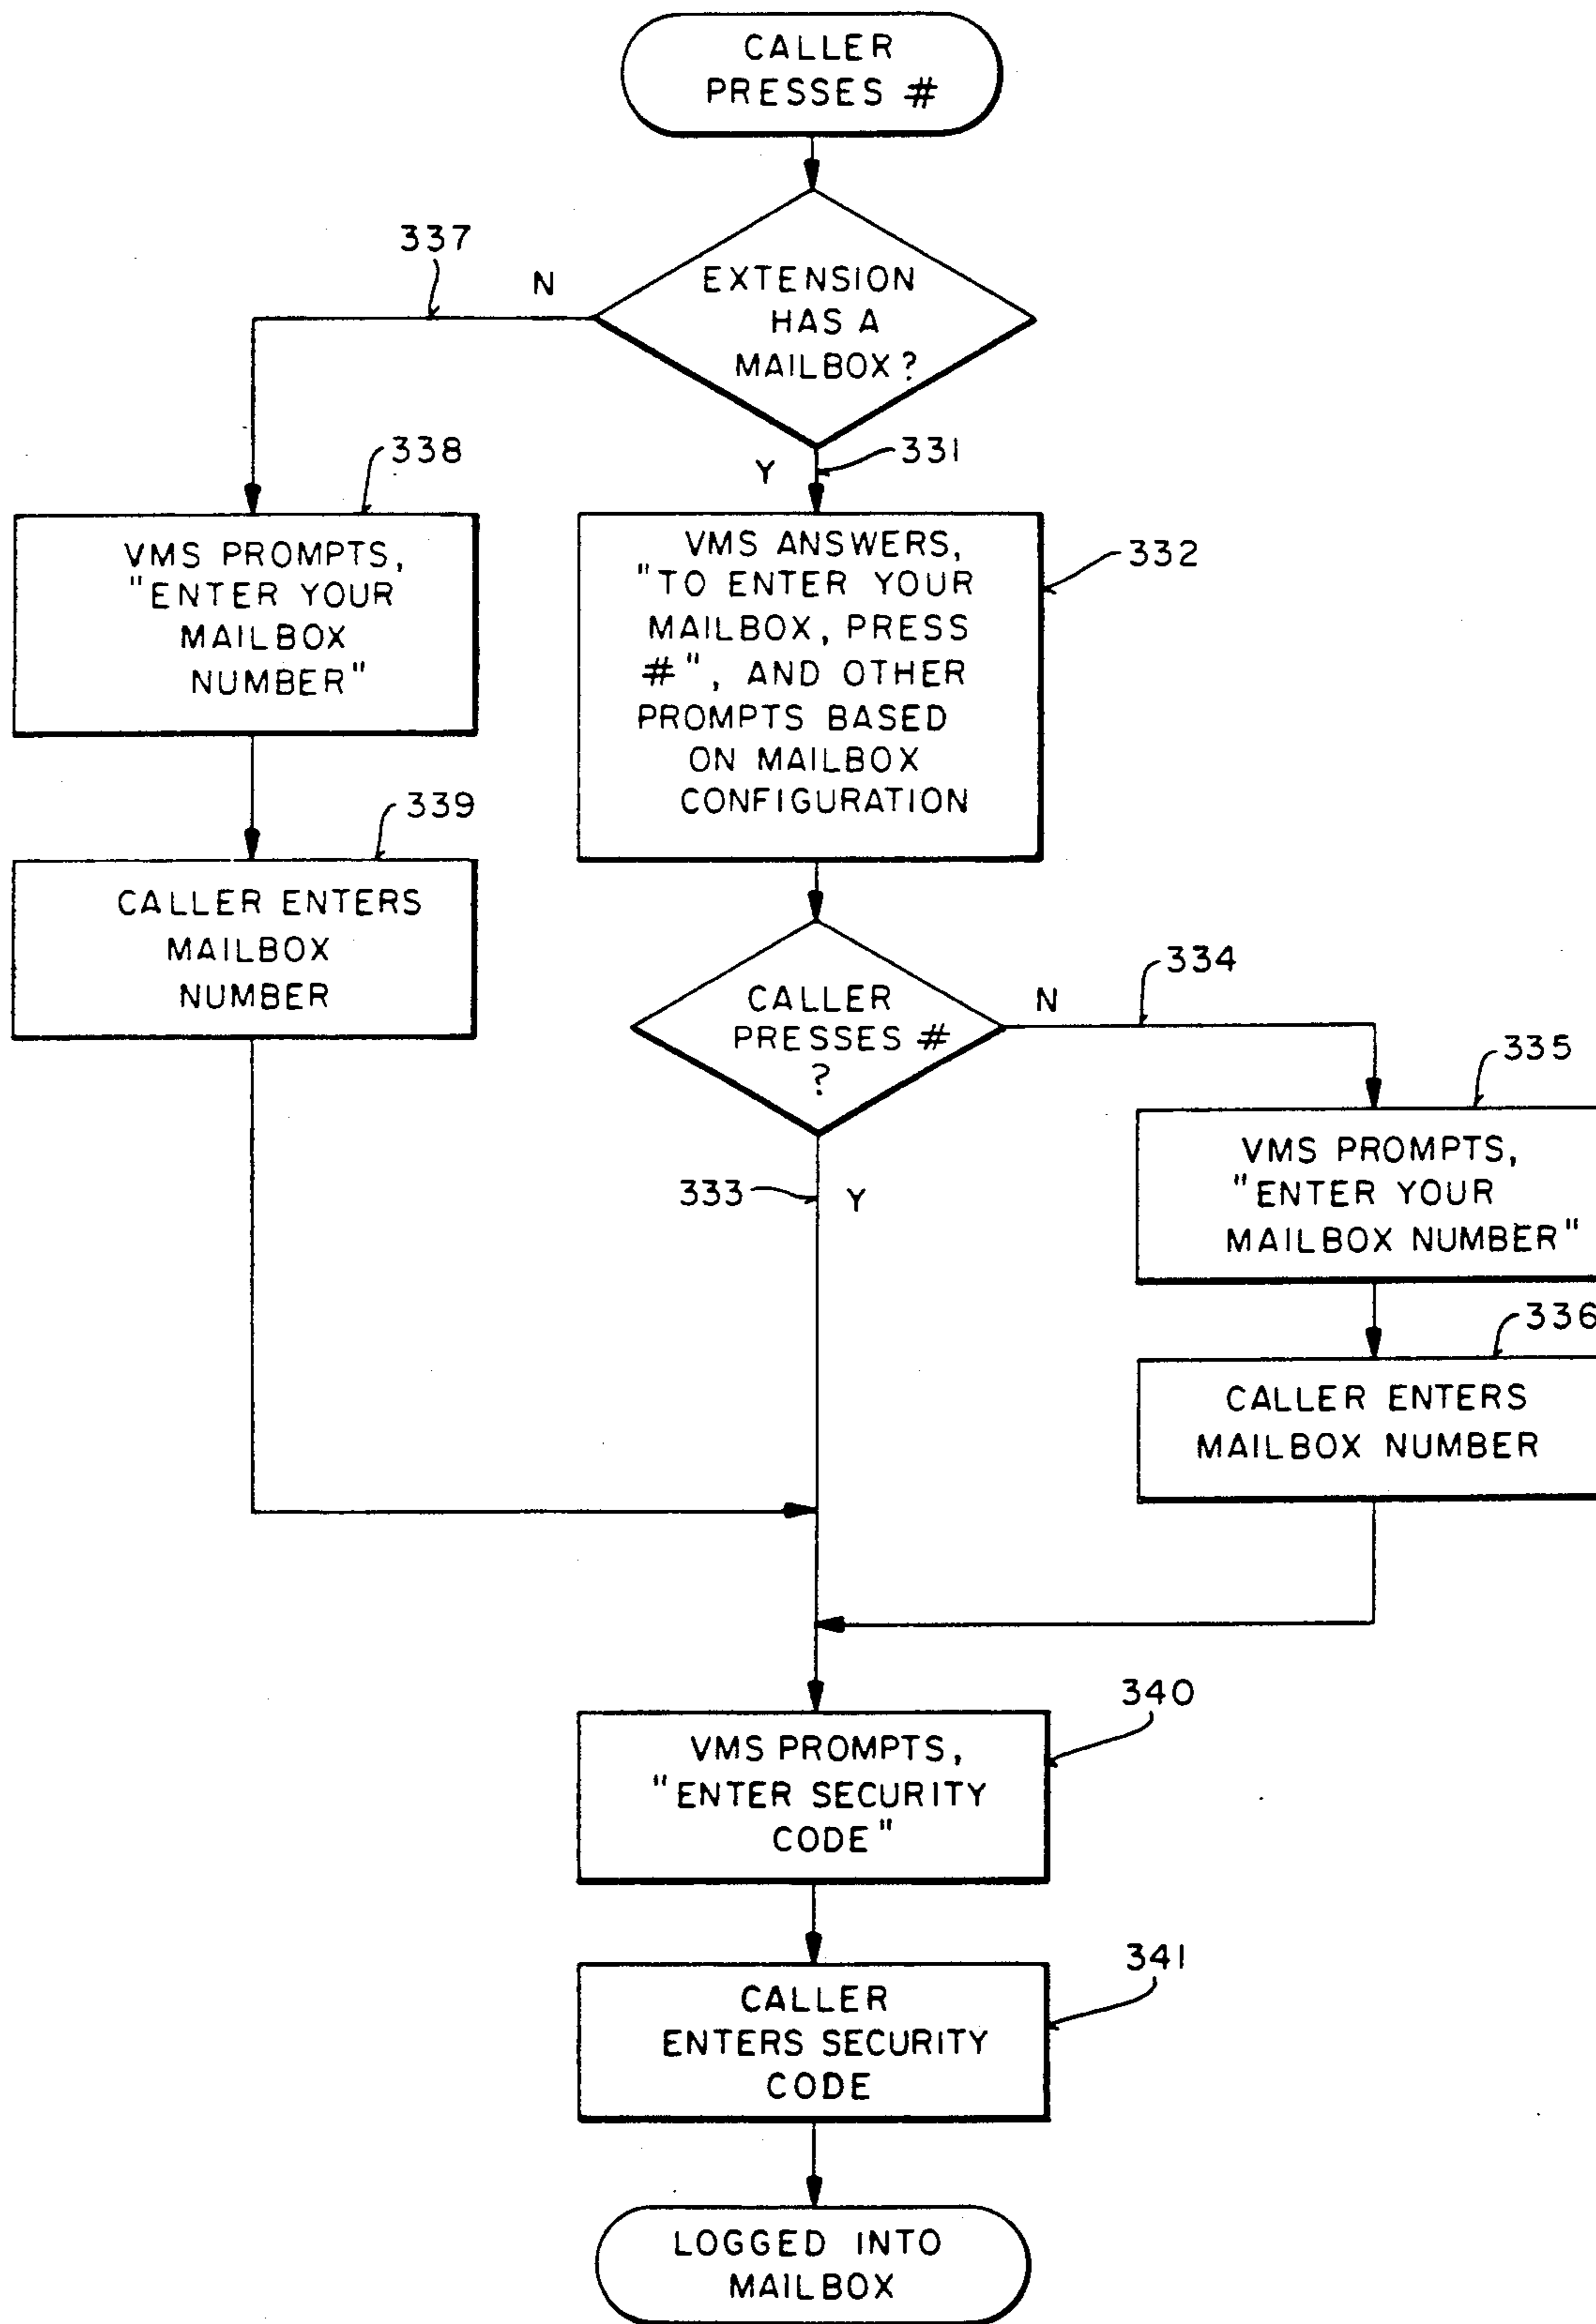 CALLER
PRESSES #
337
N
EXTENSION
HAS A
MAILBOX?
338
Y
331
VMS PROMPTS,
"ENTER YOUR
MAILBOX
NUMBER"
VMS ANSWERS,
"TO ENTER YOUR
MAILBOX, PRESS
#", AND OTHER
PROMPTS BASED
ON MAILBOX
CONFIGURATION
332
339
CALLER ENTERS
MAILBOX
NUMBER
CALLER
PRESSES #
?
N
334
335
333
Y
VMS PROMPTS,
"ENTER YOUR
MAILBOX NUMBER"
336
CALLER ENTERS
MAILBOX NUMBER
340
VMS PROMPTS,
"ENTER SECURITY
CODE"
341
CALLER
ENTERS SECURITY
CODE
LOGGED INTO
MAILBOX